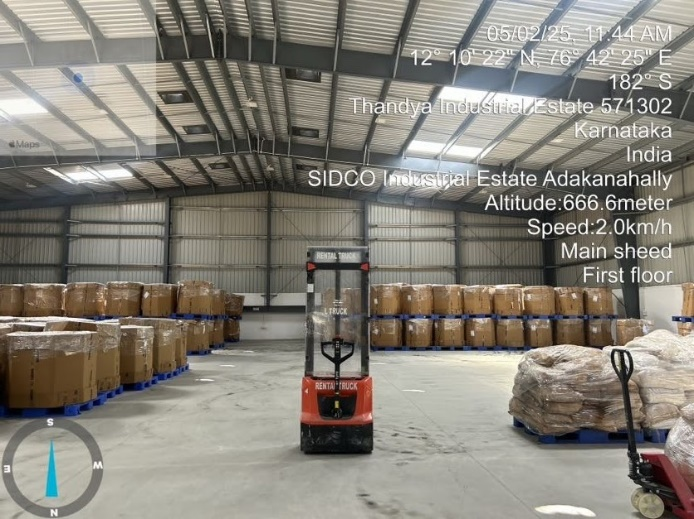 05/02/25, 11:44 AM
12° 10' 22" N, 76° 42' 25" E
182° S
Thandya Industrial Estate 571302
Karnataka
India
SIDCO Industrial Estate Adakanahally
Altitude:666.6meter
Speed:2.0km/h
Main sheed
First floor
Maps
RENTAL TRUCK
TRUCK
RENTAL TRUCK
S
E
W
N